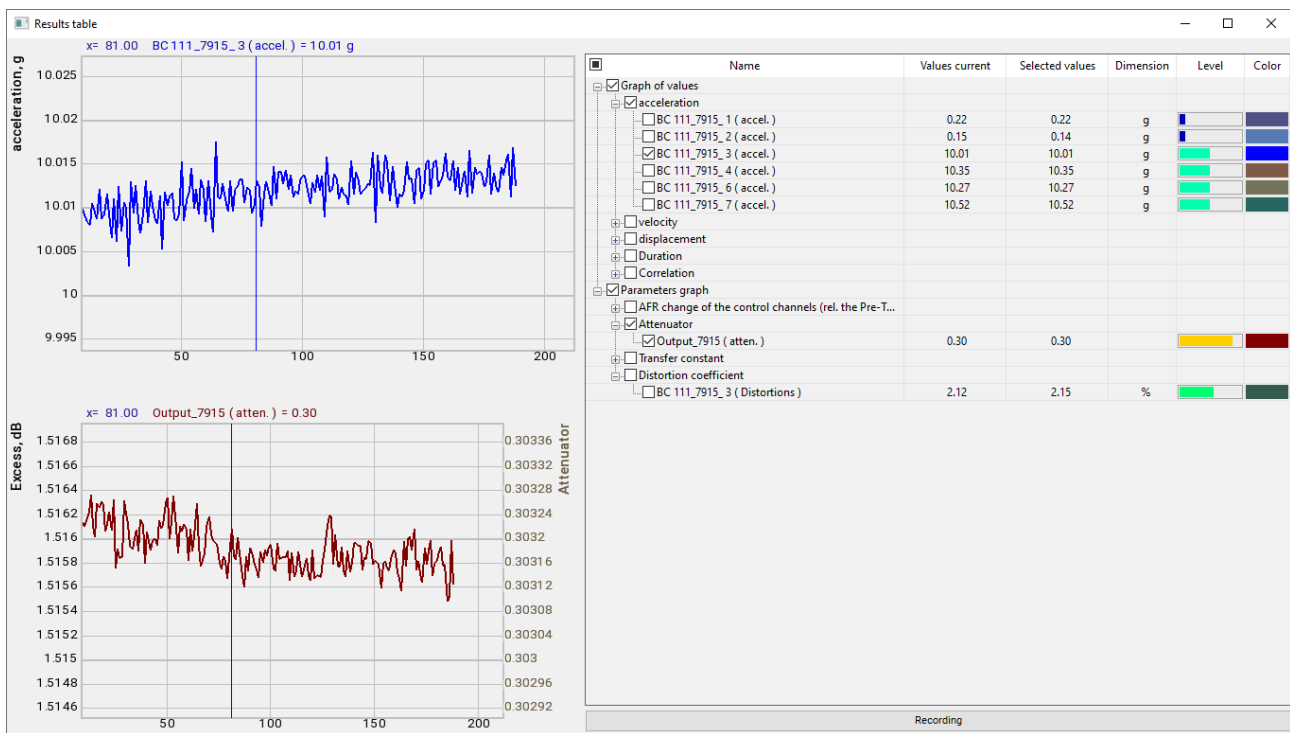 Results table
x= 81.00 BC 111_7915_ 3 ( accel. ) = 10.01 g
acceleration, g
10.025
10.02
10.015
10.01
10.005
10
9.995
50 100 150 200
x= 81.00 Output_7915 ( atten. ) = 0.30
Excess, dB
1.5168
1.5166
1.5164
1.5162
1.516
1.5158
1.5156
1.5154
1.5152
1.515
1.5148
1.5146
0.30336
0.30332
0.30328
0.30324
0.3032
0.30316
0.30312
0.30308
0.30304
0.303
0.30296
0.30292
Attenuator
50 100 150 200
Name Values current Selected values Dimension Level Color
Graph of values
acceleration
BC 111_7915_ 1 ( accel. ) 0.22 0.22 g
BC 111_7915_ 2 ( accel. ) 0.15 0.14 g
BC 111_7915_ 3 ( accel. ) 10.01 10.01 g
BC 111_7915_ 4 ( accel. ) 10.35 10.35 g
BC 111_7915_ 6 ( accel. ) 10.27 10.27 g
BC 111_7915_ 7 ( accel. ) 10.52 10.52 g
velocity
displacement
Duration
Correlation
Parameters graph
AFR change of the control channels (rel. the Pre-T...
Attenuator
Output_7915 ( atten. ) 0.30 0.30
Transfer constant
Distortion coefficient
BC 111_7915_ 3 ( Distortions ) 2.12 2.15 %
Recording